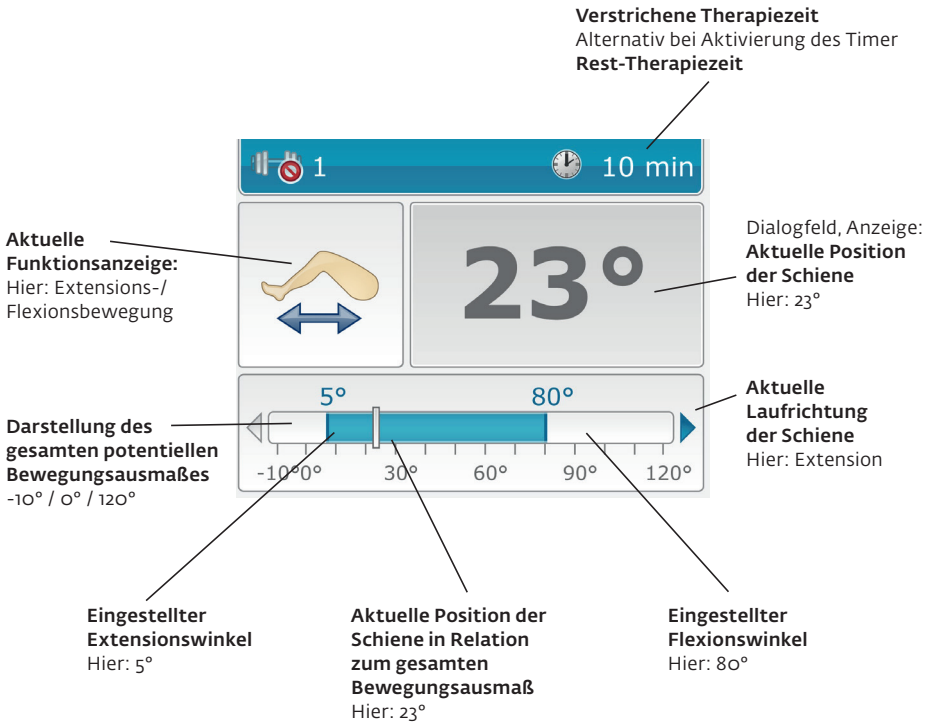 Verstrichene Therapiezeit
Alternativ bei Aktivierung des Timer
Rest-Therapiezeit
1
10 min
Aktuelle
Funktionsanzeige:
Hier: Extensions-/
Flexionsbewegung
23°
Dialogfeld, Anzeige:
Aktuelle Position
der Schiene
Hier: 23°
5° 80°
-10° 0° 30° 60° 90° 120°
Darstellung des
gesamten potentiellen
Bewegungsausmaßes
-10° / 0° / 120°
Aktuelle
Laufrichtung
der Schiene
Hier: Extension
Eingestellter
Extensionswinkel
Hier: 5°
Aktuelle Position der
Schiene in Relation
zum gesamten
Bewegungsausmaß
Hier: 23°
Eingestellter
Flexionswinkel
Hier: 80°